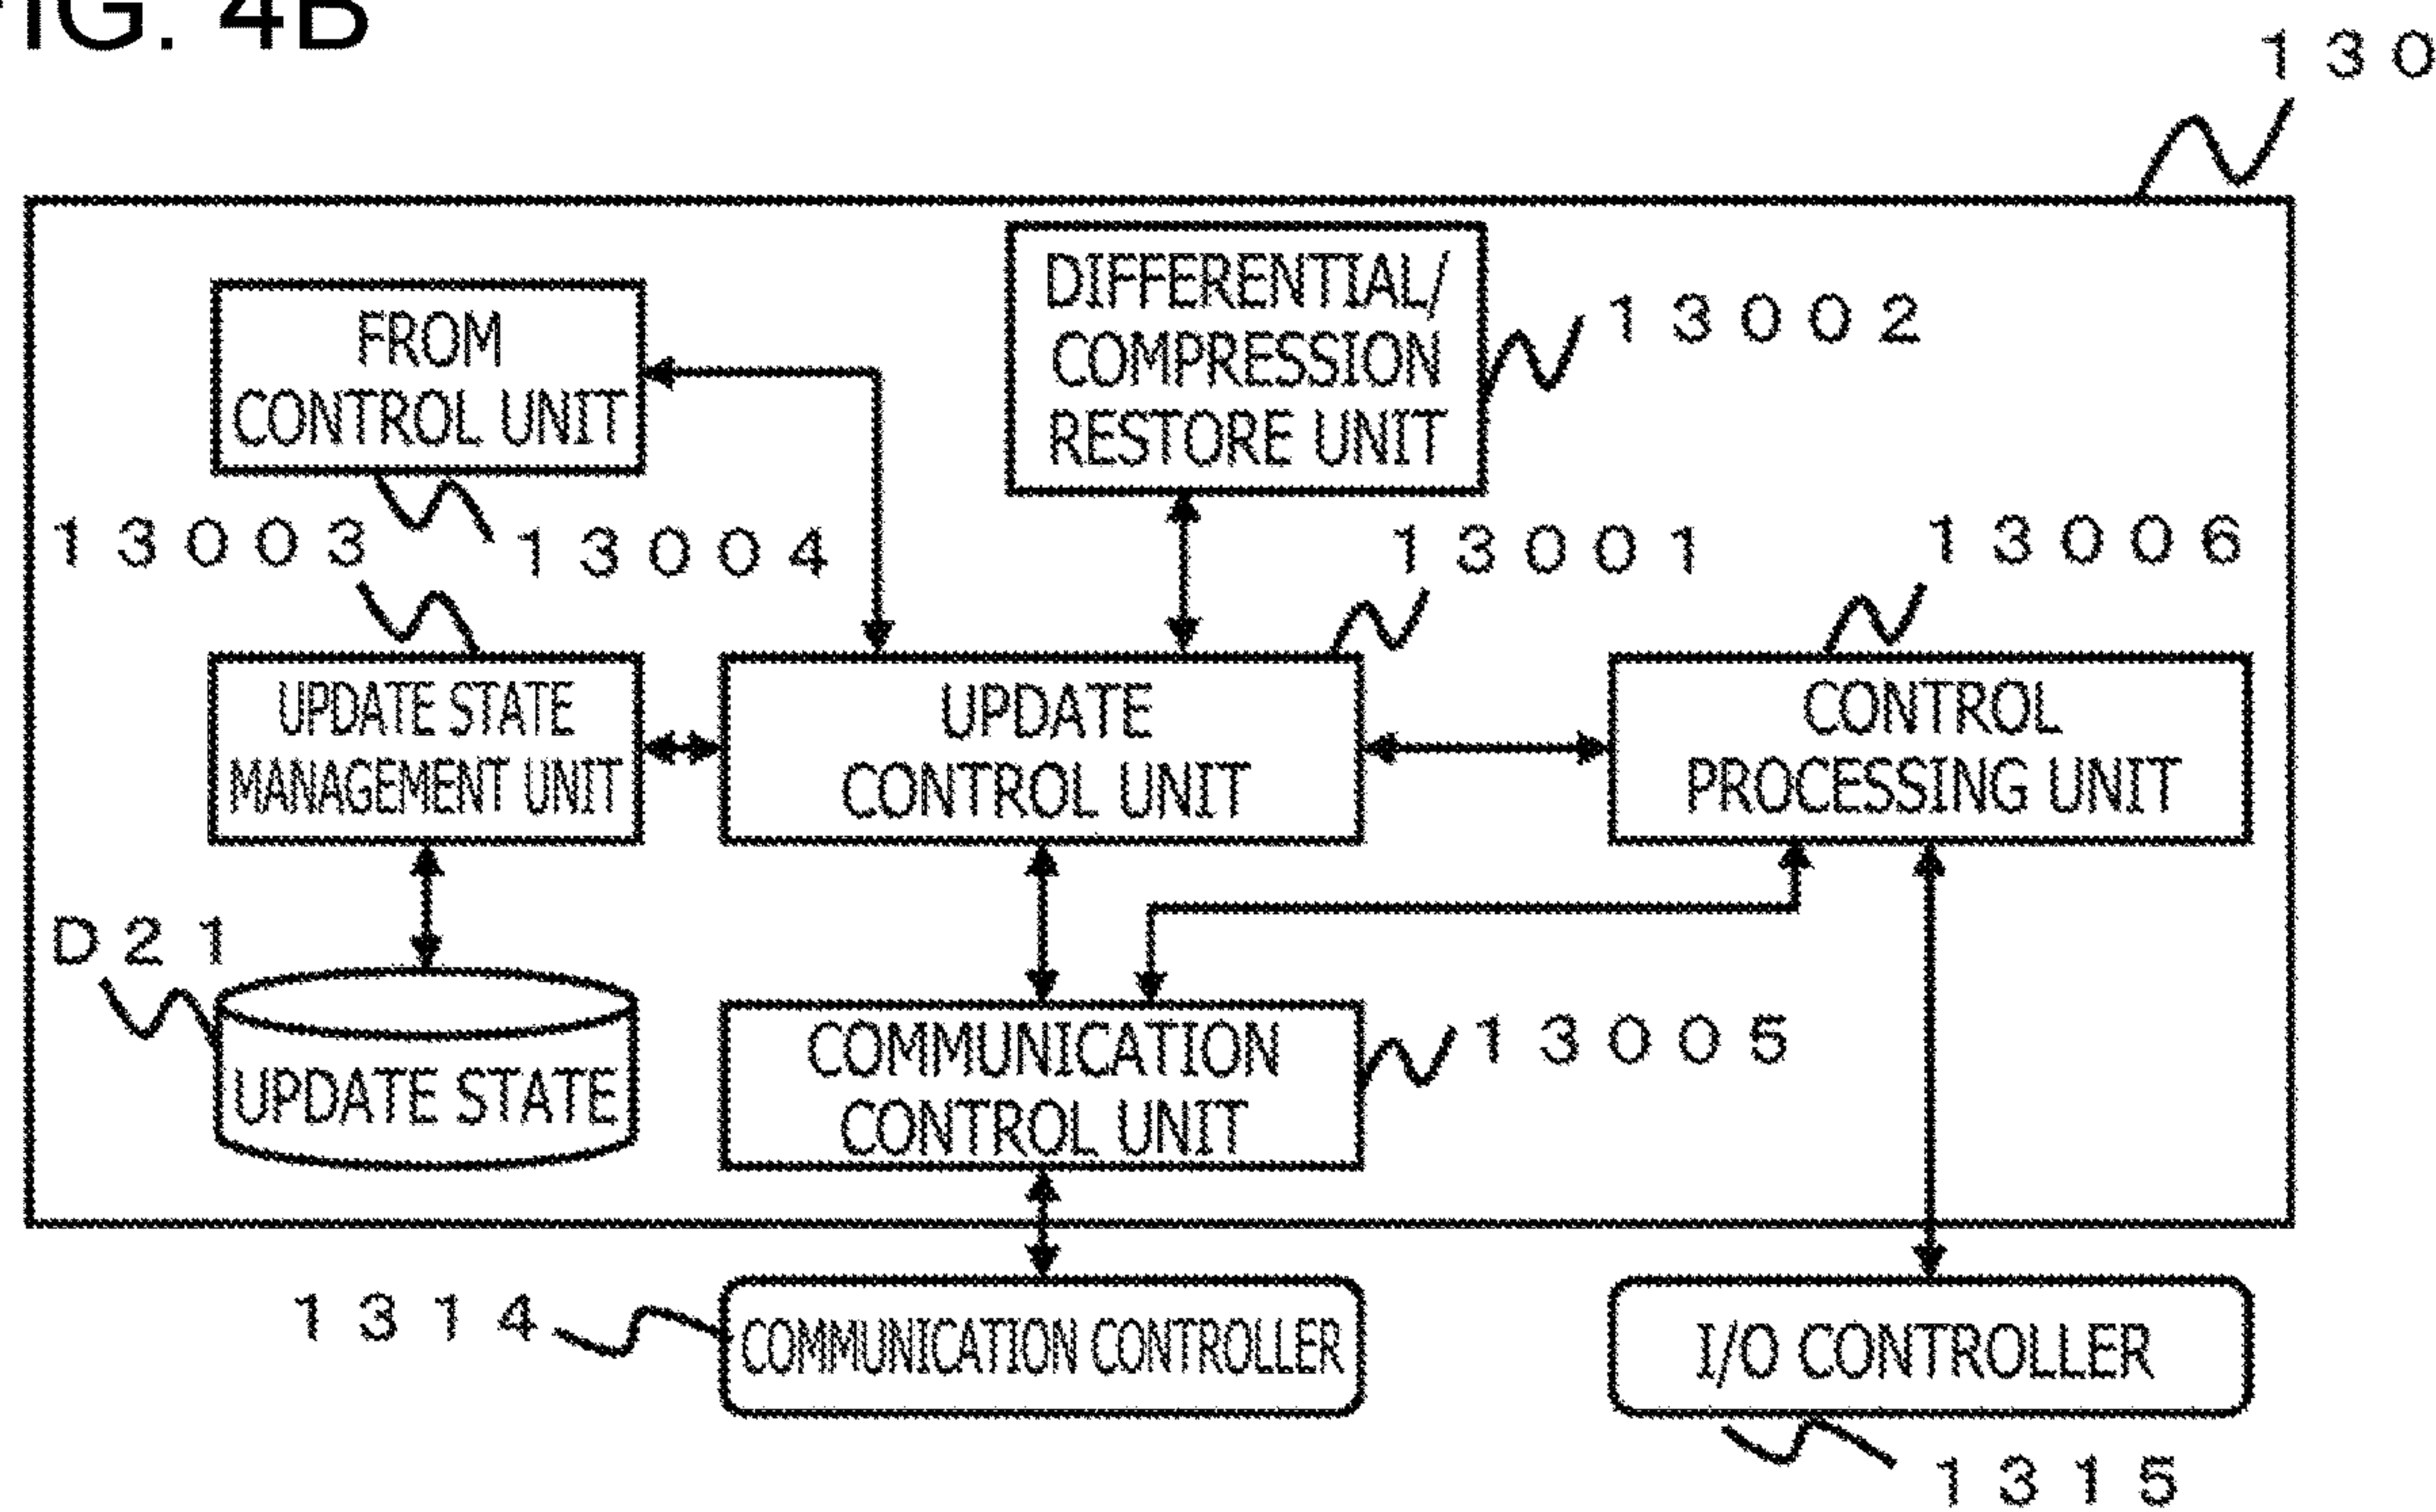 FIG. 4B
130
FROM
CONTROL UNIT
DIFFERENTIAL/
COMPRESSION
RESTORE UNIT
13002
13003
13004
13001
13006
UPDATE STATE
MANAGEMENT UNIT
UPDATE
CONTROL UNIT
CONTROL
PROCESSING UNIT
D21
UPDATE STATE
COMMUNICATION
CONTROL UNIT
13005
1314
COMMUNICATION CONTROLLER
I/O CONTROLLER
1315